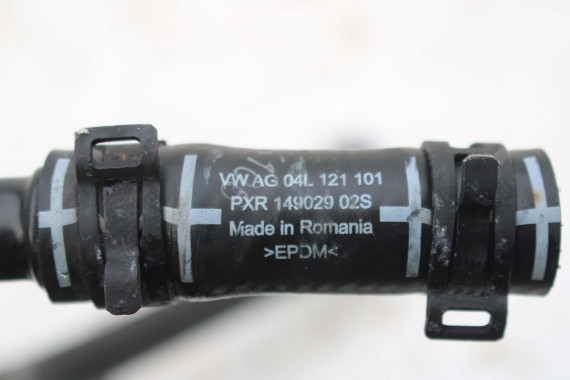 VW AG 04L 121 101
PXR 149029 02S
Made in Romania
>EPDM<